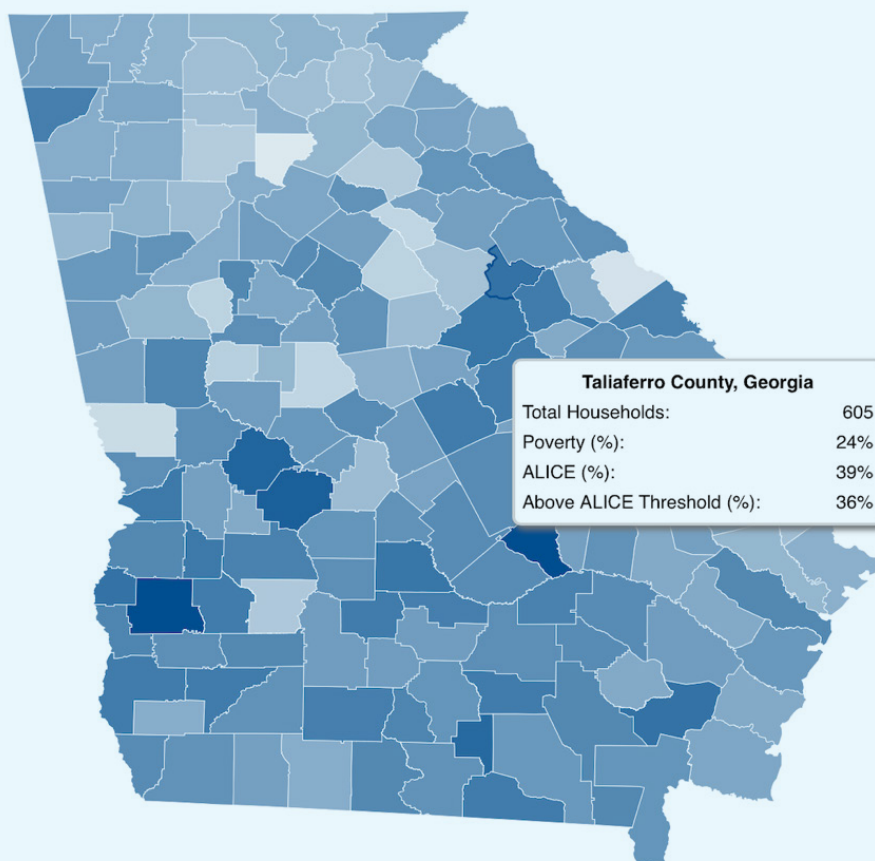 Taliaferro County, Georgia
Total Households: 605
Poverty (%): 24%
ALICE (%): 39%
Above ALICE Threshold (%): 36%